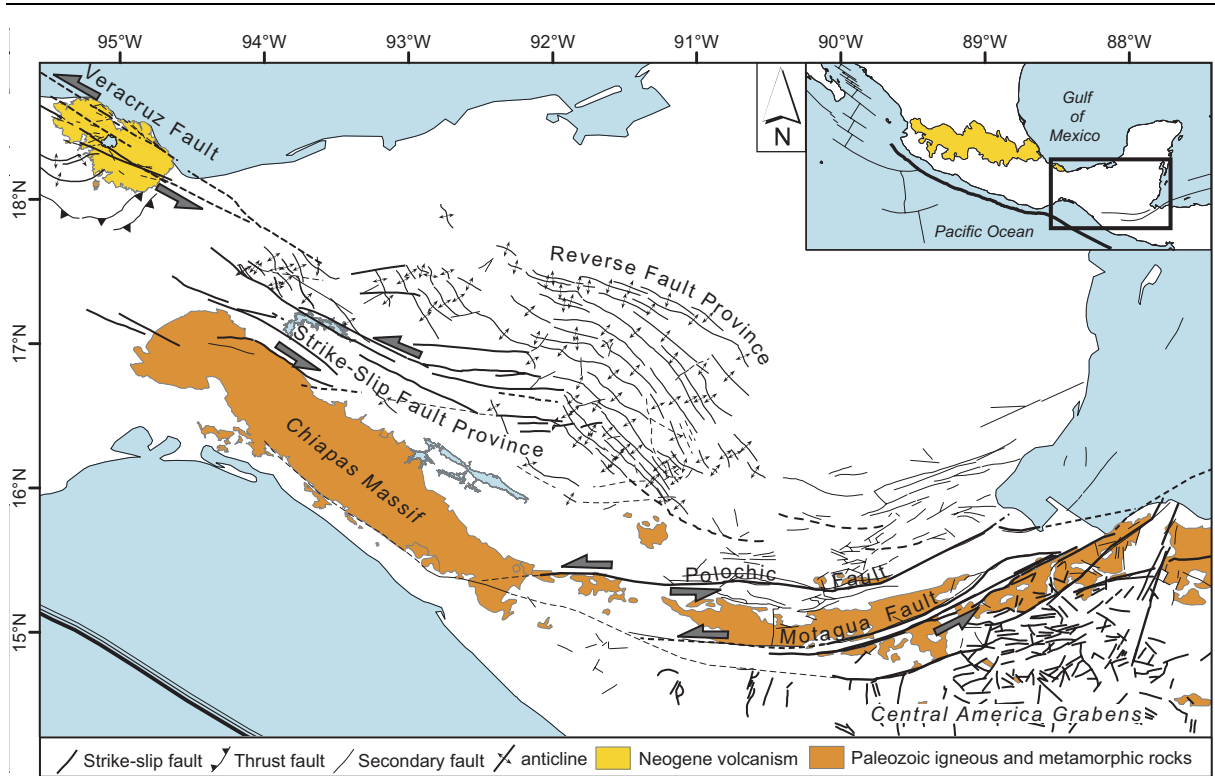 95°W 94°W 93°W 92°W 91°W 90°W 89°W 88°W
18°N
17°N
16°N
15°N
Veracruz Fault
N
Gulf
of
Mexico
Pacific Ocean
Reverse Fault Province
Strike-Slip Fault Province
Chiapas Massif
Polochic Fault
Motagua Fault
Central America Grabens
Strike-slip fault Thrust fault Secondary fault anticline Neogene volcanism Paleozoic igneous and metamorphic rocks